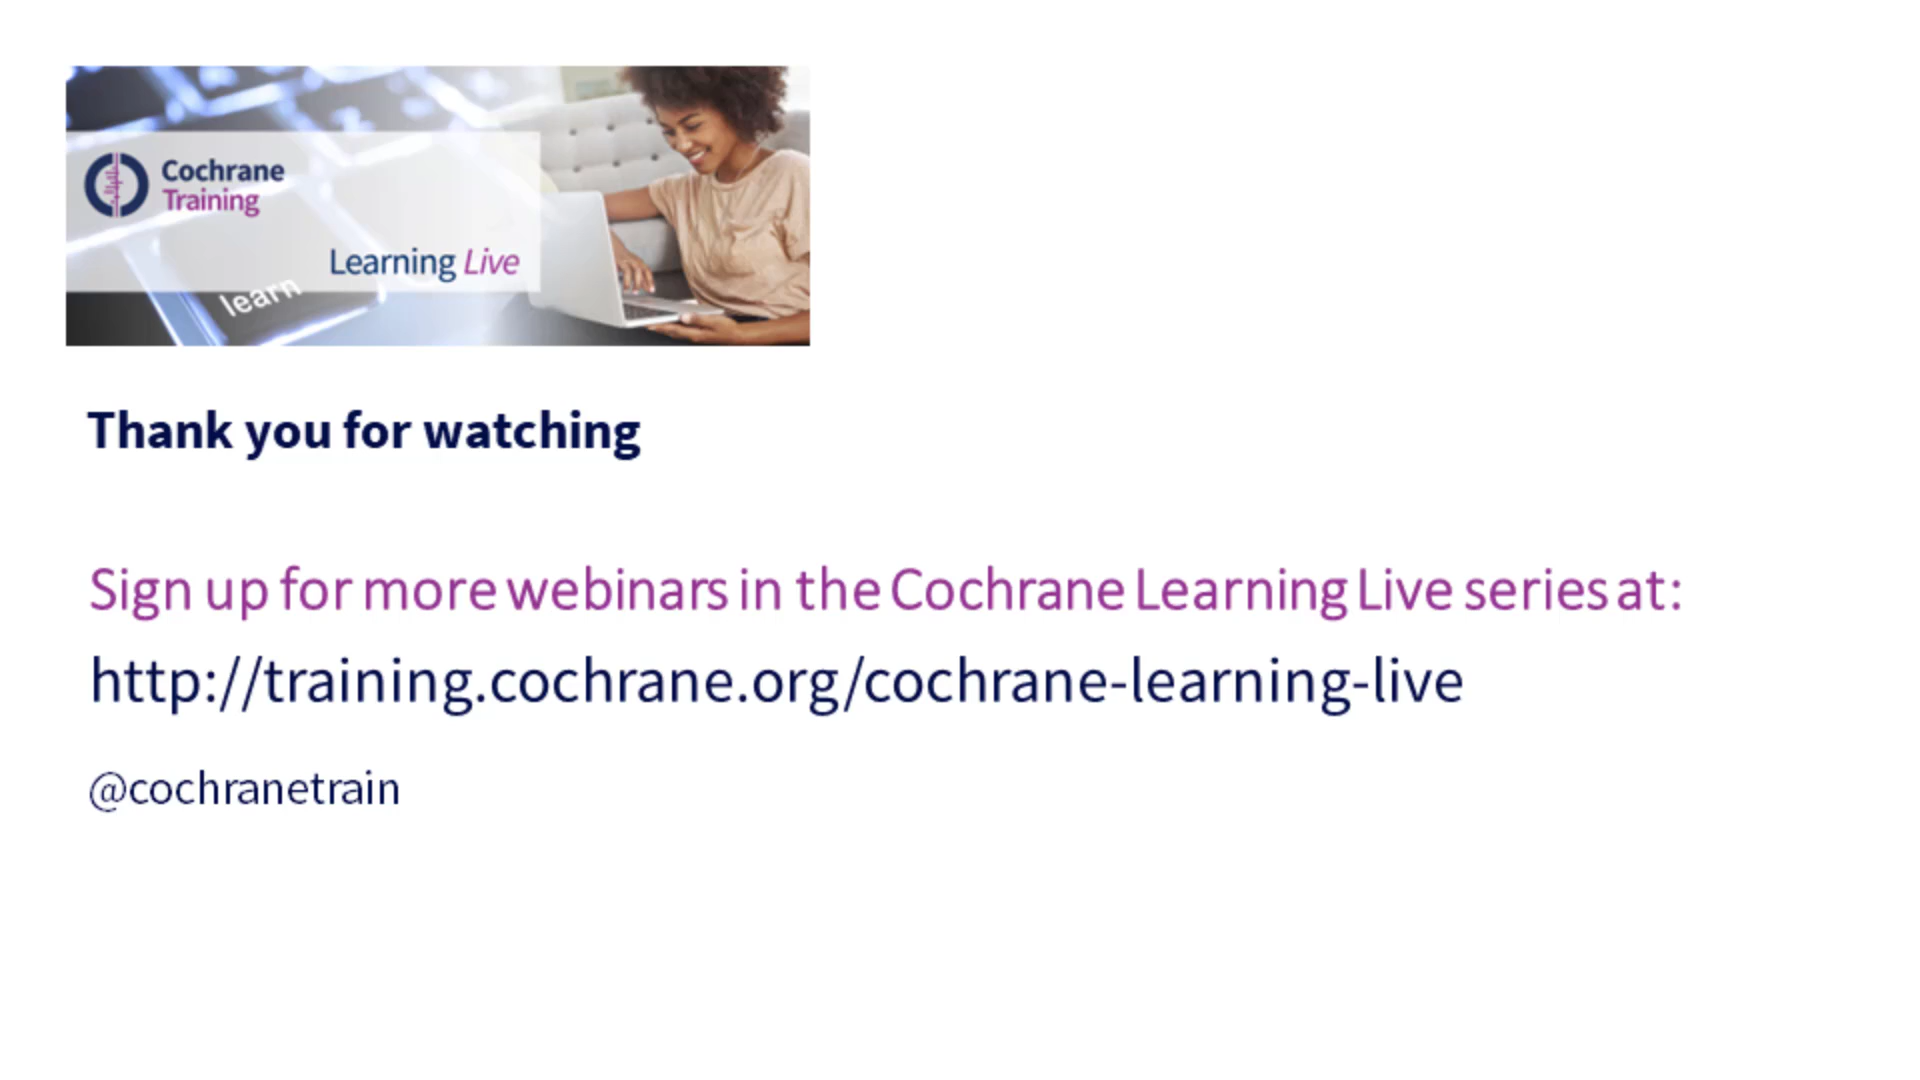 Cochrane
Training
Learning Live
learn
Thank you for watching
Sign up for more webinars in the Cochrane Learning Live series at:
http://training.cochrane.org/cochrane-learning-live
@cochranetrain